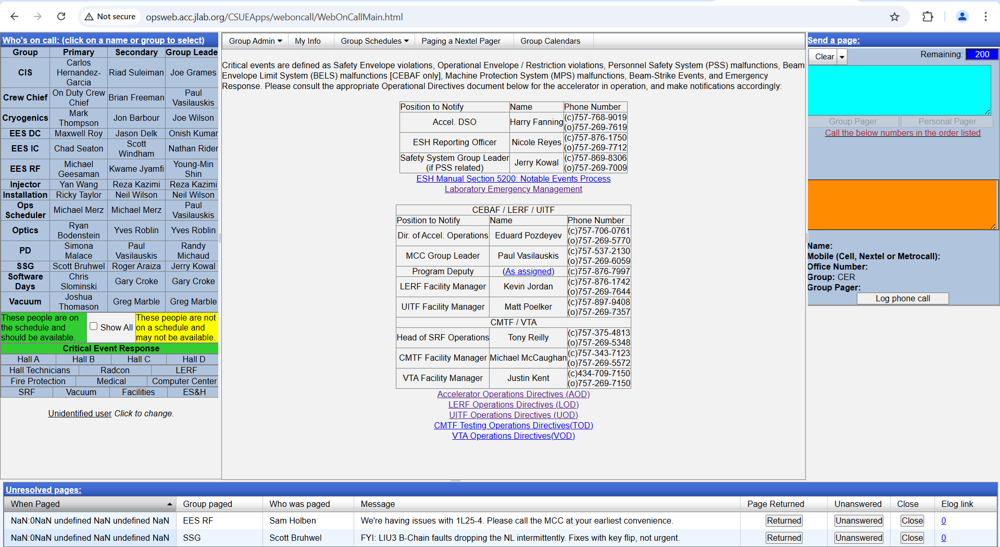 Not secure opsweb.acc.jlab.org/CSUEApps/weboncall/WebOnCallMain.html
Who's on call: (click on a name or group to select)
Group Primary Secondary Group Leade
CIS Carlos Hernandez-Garcia Riad Suleiman Joe Grames
Crew Chief On Duty Crew Chief Brian Freeman Paul Vasilauskis
Cryogenics Mark Thompson Jon Barbour Joe Wilson
EES DC Maxwell Roy Jason Delk Onish Kumar
EES IC Chad Seaton Scott Windham Nathan Rider
EES RF Michael Geesaman Kwame Jyamfi Young-Min Shin
Injector Yan Wang Reza Kazimi Reza Kazimi
Installation Ricky Taylor Neil Wilson Neil Wilson
Ops Scheduler Michael Merz Michael Merz Paul Vasilauskis
Optics Ryan Bodenstein Yves Roblin Yves Roblin
PD Simona Malace Paul Vasilauskis Randy Michaud
SSG Scott Bruhwel Roger Araiza Jerry Kowal
Software Days Chris Slominski Gary Croke Gary Croke
Vacuum Joshua Thomason Greg Marble Greg Marble
These people are on the schedule and should be available.
Show All
These people are not on a schedule and may not be available.
Critical Event Response
Hall A Hall B Hall C Hall D
Hall Technicians Radcon LERF
Fire Protection Medical Computer Center
SRF Vacuum Facilities ES&H
Unidentified user Click to change.
Group Admin My Info Group Schedules Paging a Nextel Pager Group Calendars
Critical events are defined as Safety Envelope violations, Operational Envelope / Restriction violations, Personnel Safety System (PSS) malfunctions, Beam
Envelope Limit System (BELS) malfunctions [CEBAF only], Machine Protection System (MPS) malfunctions, Beam-Strike Events, and Emergency
Response. Please consult the appropriate Operational Directives document below for the accelerator in operation, and make notifications accordingly:
Position to Notify Name Phone Number
Accel. DSO Harry Fanning (c)757-768-9019 (o)757-269-7619
ESH Reporting Officer Nicole Reyes (c)757-876-1750 (o)757-269-7712
Safety System Group Leader (if PSS related) Jerry Kowal (c)757-869-8306 (o)757-269-7009
ESH Manual Section 5200: Notable Events Process
Laboratory Emergency Management
CEBAF / LERF / UITF
Position to Notify Name Phone Number
Dir. of Accel. Operations Eduard Pozdeyev (c)757-706-0761 (o)757-269-5770
MCC Group Leader Paul Vasilauskis (c)757-537-2130 (o)757-269-6059
Program Deputy (As assigned) (c)757-876-7997
LERF Facility Manager Kevin Jordan (c)757-876-1742 (o)757-269-7644
UITF Facility Manager Matt Poelker (c)757-897-9408 (o)757-269-7357
CMTF / VTA
Head of SRF Operations Tony Reilly (c)757-375-4813 (o)757-269-5348
CMTF Facility Manager Michael McCaughan (c)757-343-7123 (o)757-269-5572
VTA Facility Manager Justin Kent (c)434-709-7150 (o)757-269-7150
Accelerator Operations Directives (AOD)
LERF Operations Directives (LOD)
UITF Operations Directives (UOD)
CMTF Testing Operations Directives(TOD)
VTA Operations Directives(VOD)
Send a page:
Clear Remaining: 200
Group Pager Personal Pager
Call the below numbers in the order listed
Name:
Mobile (Cell, Nextel or Metrocall):
Office Number:
Group: CER
Group Pager:
Log phone call
Unresolved pages:
When Paged Group paged Who was paged Message Page Returned Unanswered Close Elog link
NaN:0NaN undefined NaN undefined NaN EES RF Sam Holben We're having issues with 1L25-4. Please call the MCC at your earliest convenience. Returned Unanswered Close 0
NaN:0NaN undefined NaN undefined NaN SSG Scott Bruhwel FYI: LIU3 B-Chain faults dropping the NL intermittently. Fixes with key flip, not urgent. Returned Unanswered Close 0